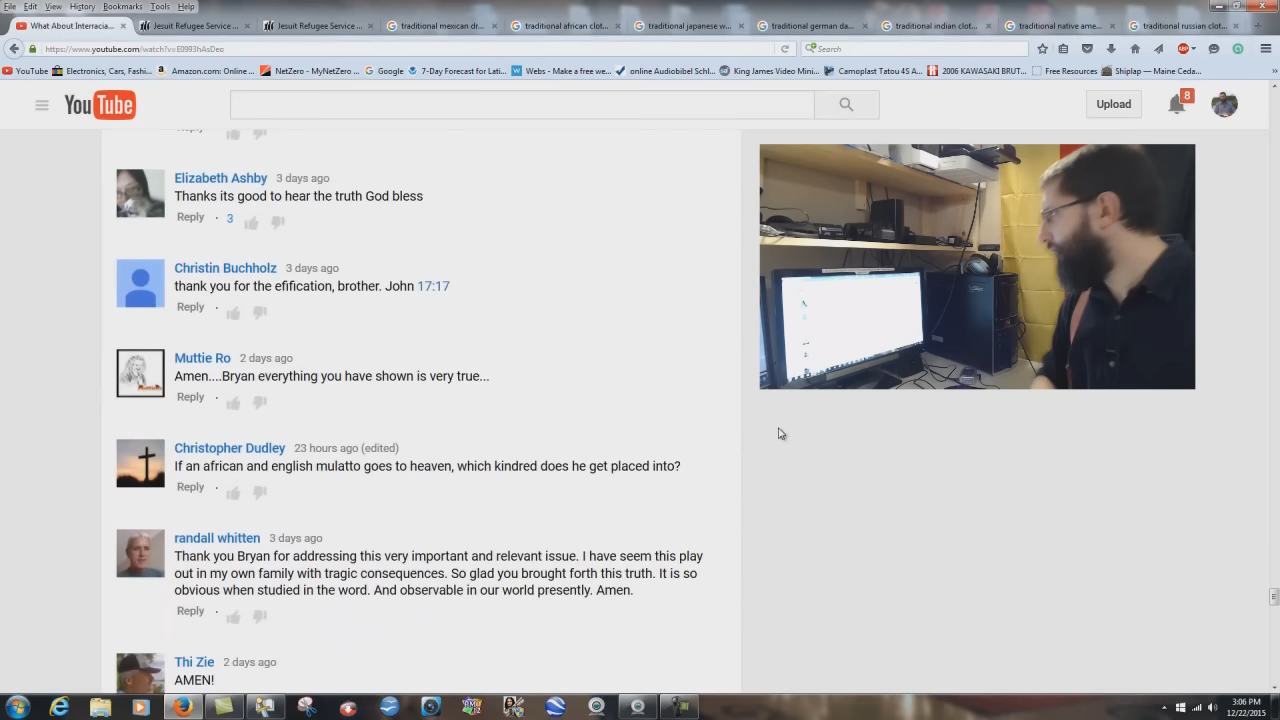 File Edit View History Bookmarks Tools Help
What About Interracia...
Jesuit Refugee Service ...
Jesuit Refugee Service ...
traditional mexican dr...
traditional african clot...
traditional japanese w...
traditional german da...
traditional indian clot...
traditional native ame...
traditional russian clot...
https://www.youtube.com/watch?v=E0993hAsDeo
Search
ABP
YouTube
Electronics, Cars, Fashi...
Amazon.com: Online ...
NetZero - MyNetZero ...
Google
7-Day Forecast for Lati...
Webs - Make a free we...
online Audiobibel Schl...
King James Video Mini...
Camoplast Tatou 4S A...
2006 KAWASAKI BRUT...
Free Resources
Shiplap — Maine Ceda...
YouTube
Upload
8
Reply
Elizabeth Ashby 3 days ago
Thanks its good to hear the truth God bless
Reply · 3
Christin Buchholz 3 days ago
thank you for the efification, brother. John 17:17
Reply ·
Muttie Ro 2 days ago
Amen....Bryan everything you have shown is very true...
Reply ·
Christopher Dudley 23 hours ago (edited)
If an african and english mulatto goes to heaven, which kindred does he get placed into?
Reply ·
randall whitten 3 days ago
Thank you Bryan for addressing this very important and relevant issue. I have seem this play
out in my own family with tragic consequences. So glad you brought forth this truth. It is so
obvious when studied in the word. And observable in our world presently. Amen.
Reply ·
Thi Zie 2 days ago
AMEN!
3:06 PM
12/22/2015